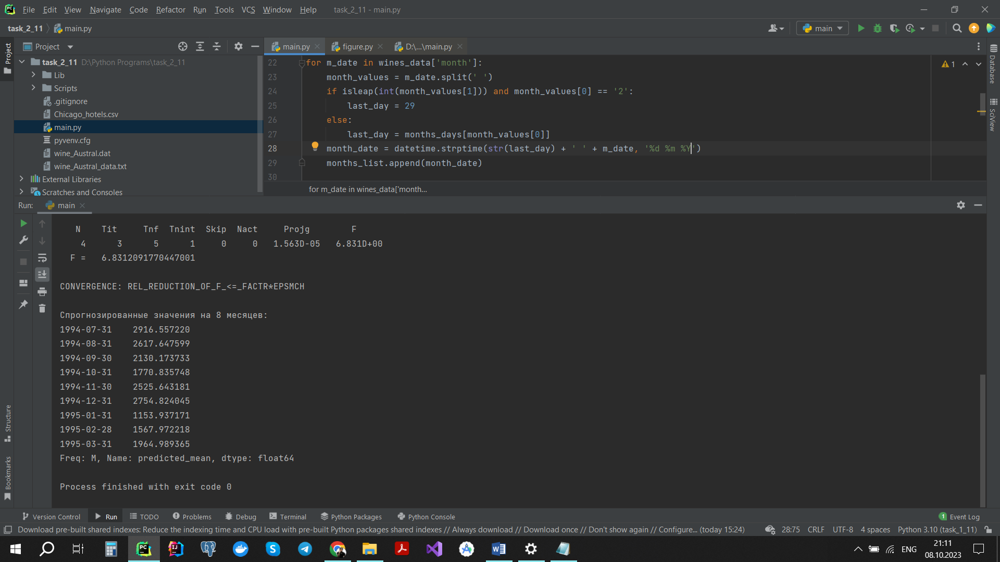 File Edit View Navigate Code Refactor Run Tools VCS Window Help task_2_11 - main.py
task_2_11 main.py
main
Project
Project
main.py
figure.py
D:\...\main.py
task_2_11 D:\Python Programs\task_2_11
Lib
Scripts
.gitignore
Chicago_hotels.csv
main.py
pyvenv.cfg
wine_Austral.dat
wine_Austral_data.txt
External Libraries
Scratches and Consoles
22 for m_date in wines_data['month']:
23 month_values = m_date.split(' ')
24 if isleap(int(month_values[1])) and month_values[0] == '2':
25 last_day = 29
26 else:
27 last_day = months_days[month_values[0]]
28 month_date = datetime.strptime(str(last_day) + ' ' + m_date, '%d %m %Y')
29 months_list.append(month_date)
30
1
for m_date in wines_data['month...
Database
SciView
Run: main
N Tit Tnf Tnint Skip Nact Projg F
4 3 5 1 0 0 1.563D-05 6.831D+00
F = 6.8312091770447001
CONVERGENCE: REL_REDUCTION_OF_F_<=_FACTR*EPSMCH
Спрогнозированные значения на 8 месяцев:
1994-07-31 2916.557220
1994-08-31 2617.647599
1994-09-30 2130.173733
1994-10-31 1770.835748
1994-11-30 2525.643181
1994-12-31 2754.824045
1995-01-31 1153.937171
1995-02-28 1567.972218
1995-03-31 1964.989365
Freq: M, Name: predicted_mean, dtype: float64
Process finished with exit code 0
Structure
Bookmarks
Version Control Run TODO Problems Debug Terminal Python Packages Python Console 1 Event Log
Download pre-built shared indexes: Reduce the indexing time and CPU load with pre-built Python packages shared indexes // Always download // Download once // Don't show again // Configure... (today 15:24) 28:75 CRLF UTF-8 4 spaces Python 3.10 (task_1_11)
PC IJ W
ENG
21:11
08.10.2023